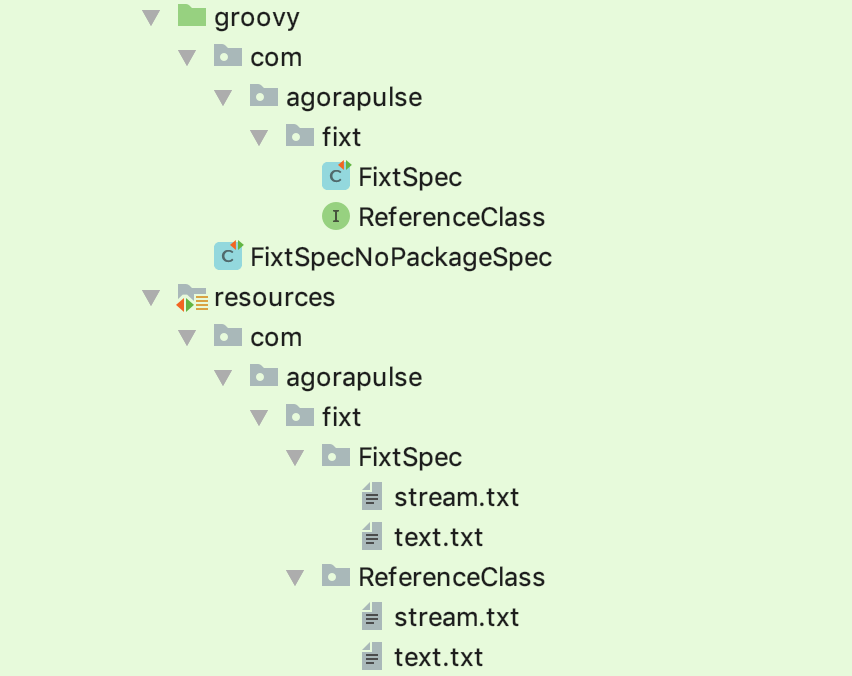 groovy
com
agorapulse
fixt
C FixtSpec
I ReferenceClass
C FixtSpecNoPackageSpec
resources
com
agorapulse
fixt
FixtSpec
stream.txt
text.txt
ReferenceClass
stream.txt
text.txt